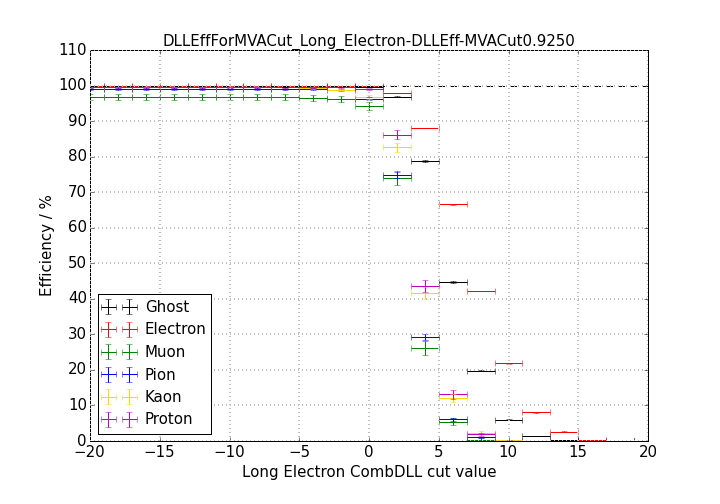 DLLEffForMVACut_Long_Electron-DLLEff-MVACut0.9250
110
100
90
80
70
60
50
40
30
20
10
0
Efficiency / %
Ghost
Electron
Muon
Pion
Kaon
Proton
−20 −15 −10 −5 0 5 10 15 20
Long Electron CombDLL cut value